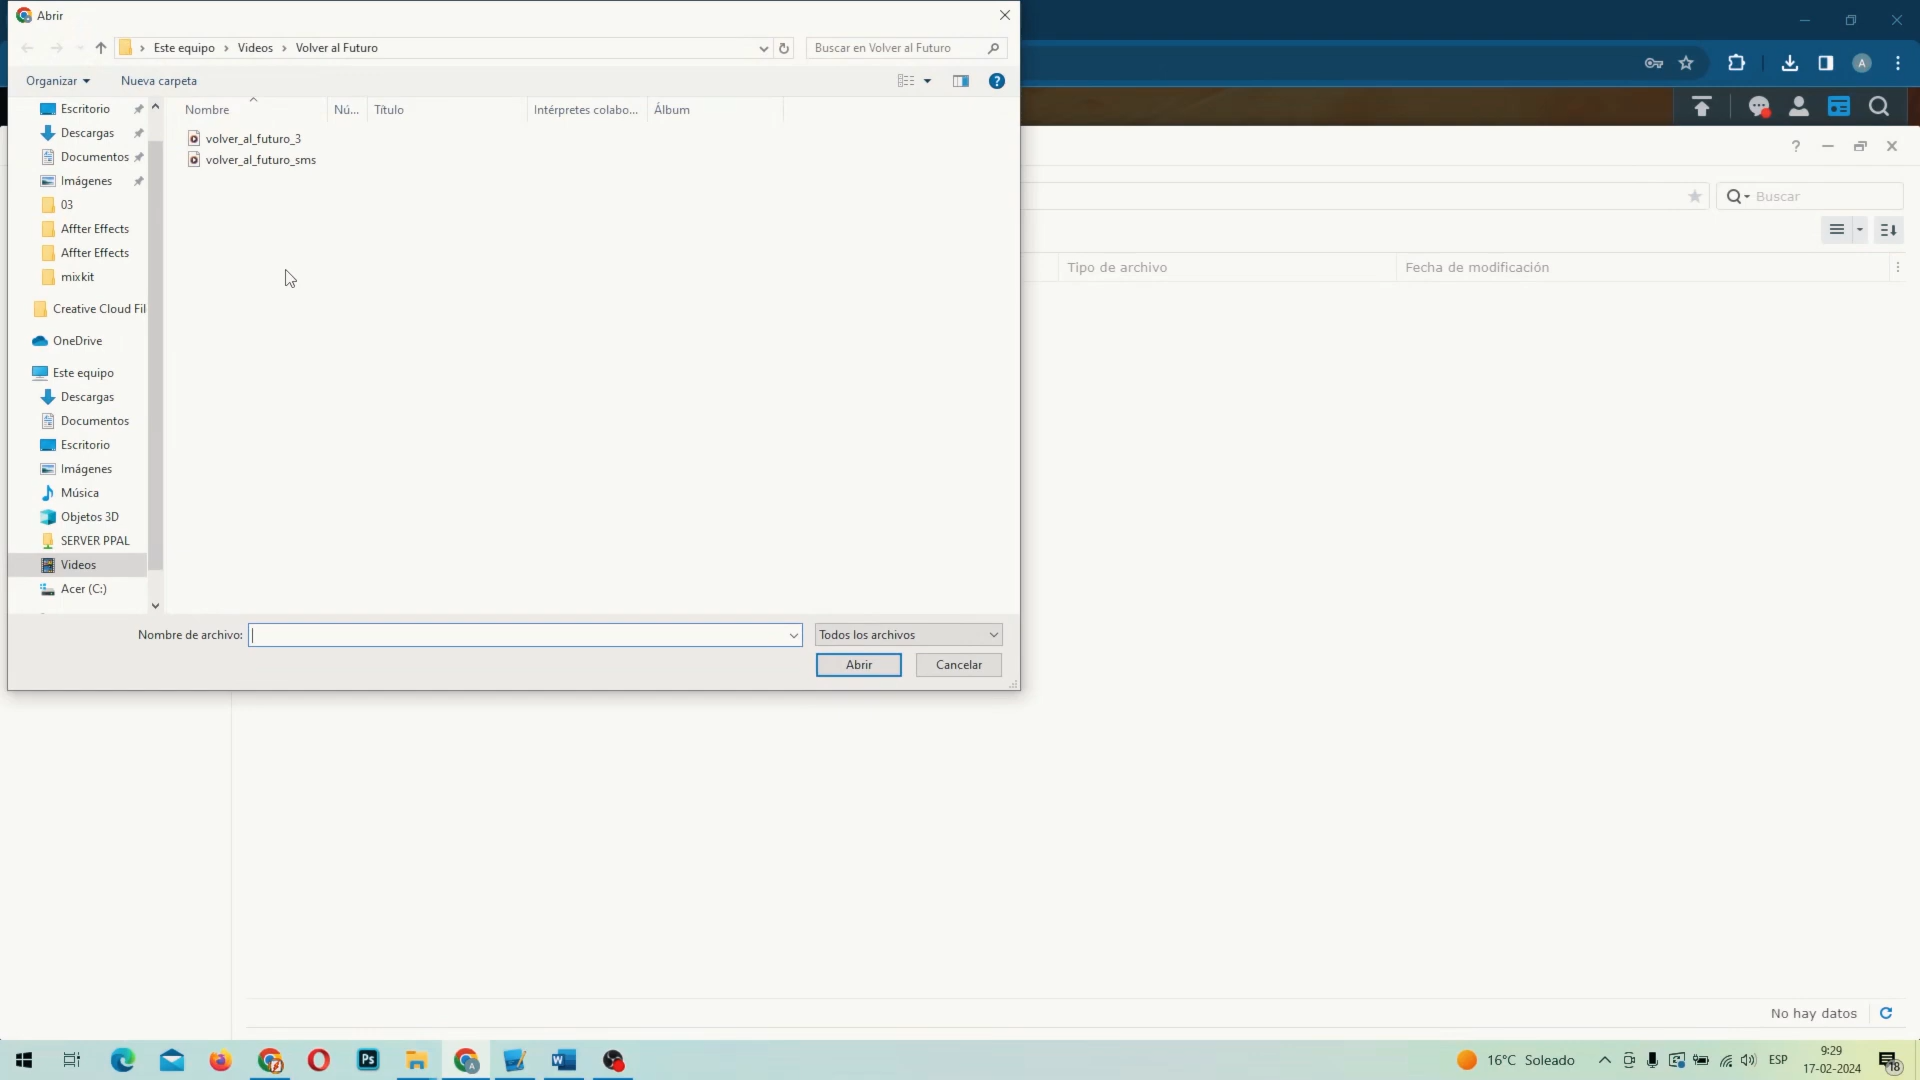 Abrir
Este equipo
Videos
Volver al Futuro
Buscar en Volver al Futuro
Organizar
Nueva carpeta
?
Escritorio
Descargas
Documentos
Imágenes
03
Affter Effects
Affter Effects
mixkit
Creative Cloud Fil
OneDrive
Este equipo
Descargas
Documentos
Escritorio
Imágenes
Música
Objetos 3D
SERVER PPAL
Videos
Acer (C:)
Nombre
Nú...
Título
Intérpretes colabo...
Álbum
volver_al_futuro_3
volver_al_futuro_sms
Nombre de archivo:
Todos los archivos
Abrir
Cancelar
A
?
Buscar
Tipo de archivo
Fecha de modificación
No hay datos
Ps
A
16°C Soleado
ESP
9:29
17-02-2024
18